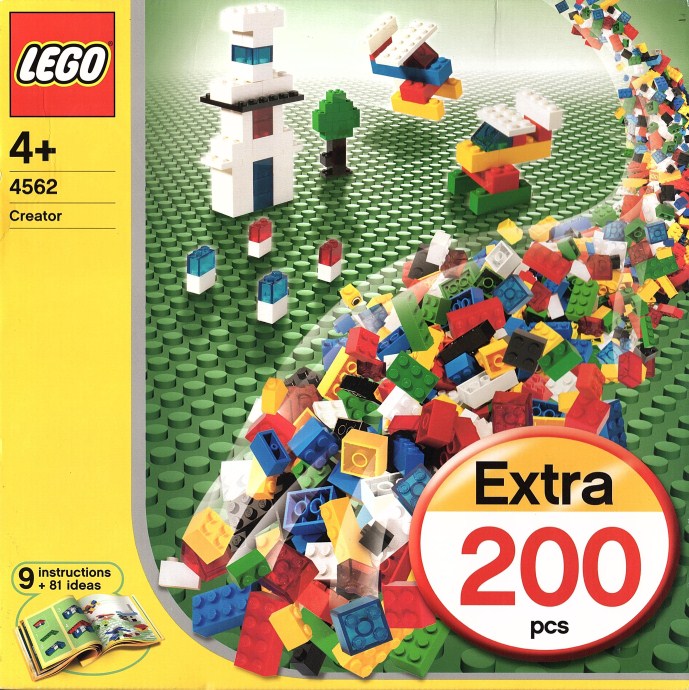 LEGO
4+
4562
Creator
9 instructions
+ 81 ideas
Extra
200
pcs